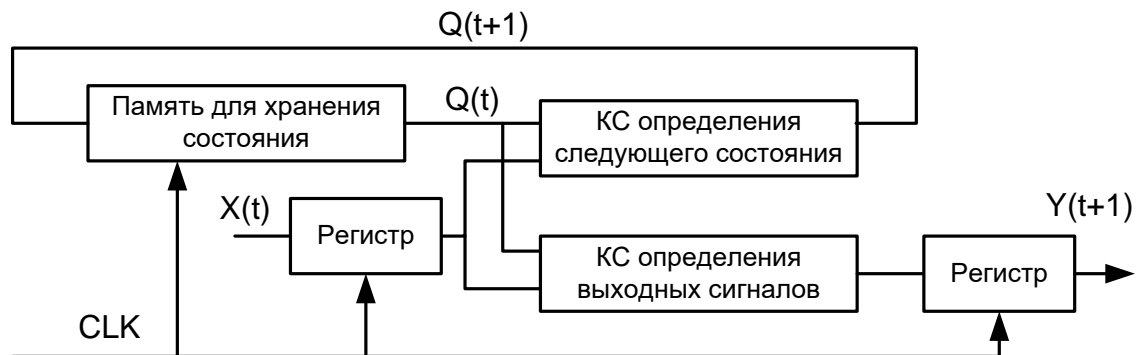 Q(t+1)
Память для хранения
состояния
Q(t)
КС определения
следующего состояния
X(t)
Регистр
КС определения
выходных сигналов
Y(t+1)
Регистр
CLK